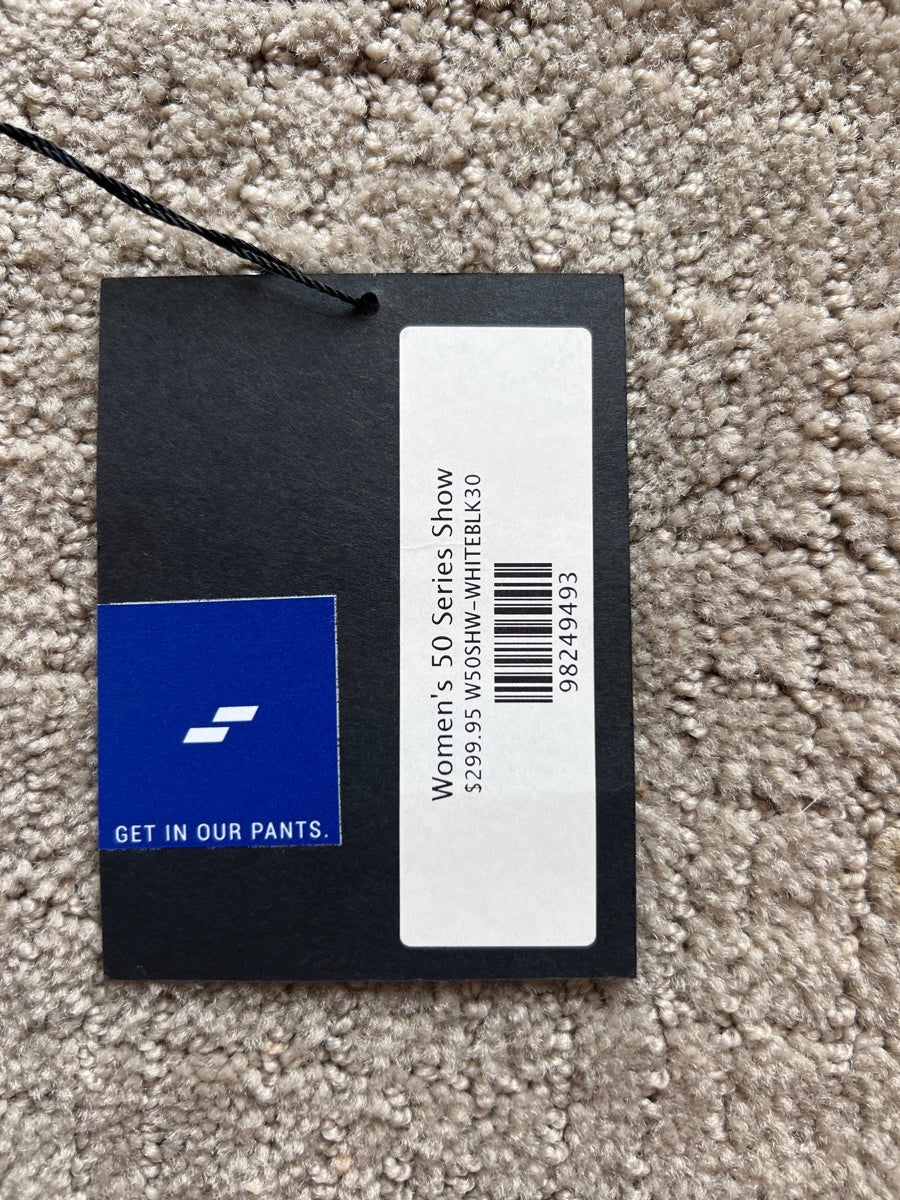 Women's 50 Series Show
$299.95 W50SHW-WHITEBLK30
98249493
GET IN OUR PANTS.